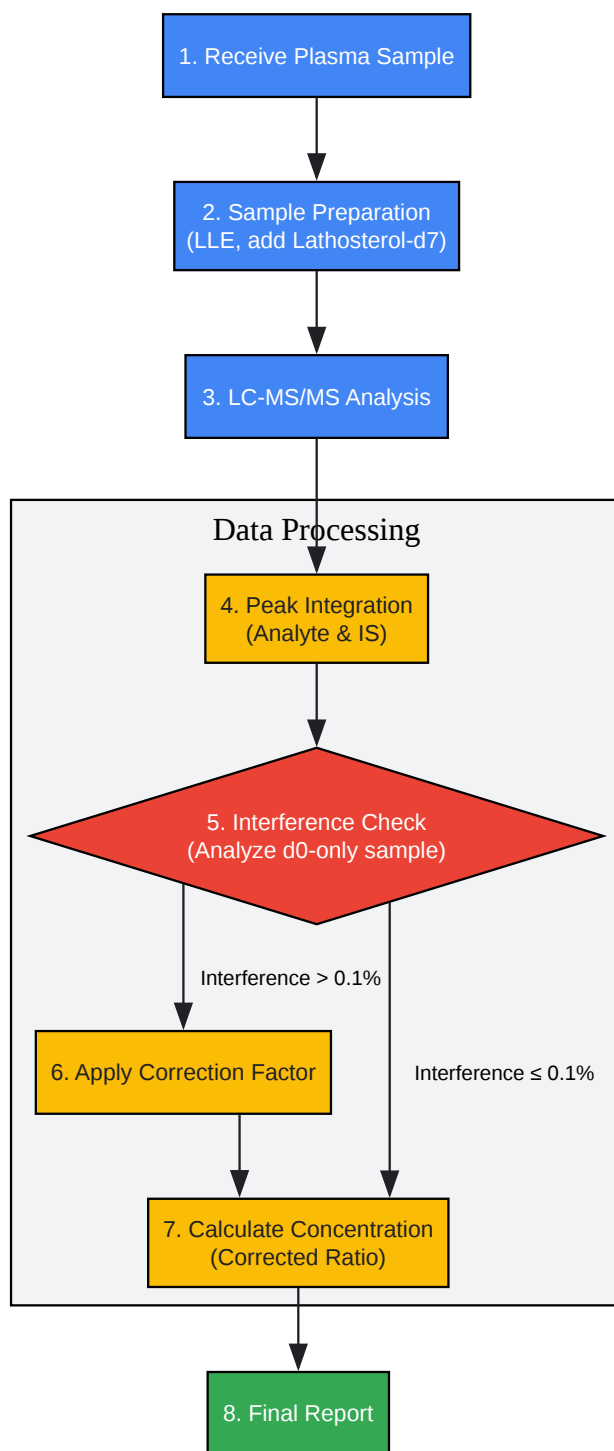 1. Receive Plasma Sample
2. Sample Preparation
(LLE, add Lathosterol-d7)
3. LC-MS/MS Analysis
Data Processing
4. Peak Integration
(Analyte & IS)
5. Interference Check
(Analyze d0-only sample)
Interference > 0.1%
6. Apply Correction Factor
Interference ≤ 0.1%
7. Calculate Concentration
(Corrected Ratio)
8. Final Report